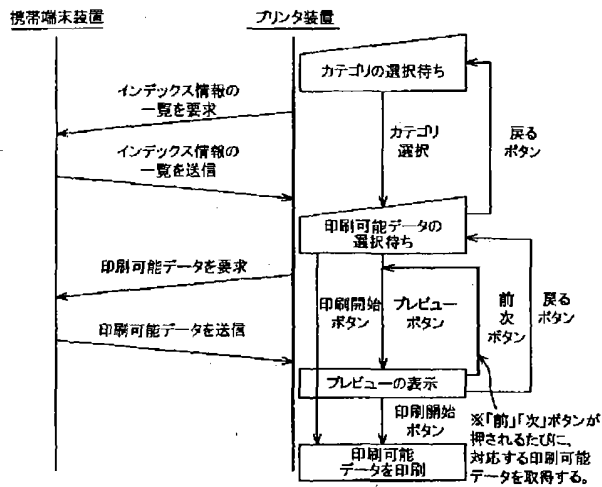 携帯端末装置
プリンタ装置
カテゴリの選択待ち
インデックス情報の
一覧を要求
カテゴリ
選択
戻る
ボタン
インデックス情報の
一覧を送信
印刷可能データの
選択待ち
印刷可能データを要求
印刷開始
ボタン
プレビュー
ボタン
前
次
ボタン
戻る
ボタン
印刷可能データを送信
プレビューの表示
印刷開始
ボタン
※「前」「次」ボタンが
押されるたびに、
対応する印刷可能
データを取得する。
印刷可能
データを印刷